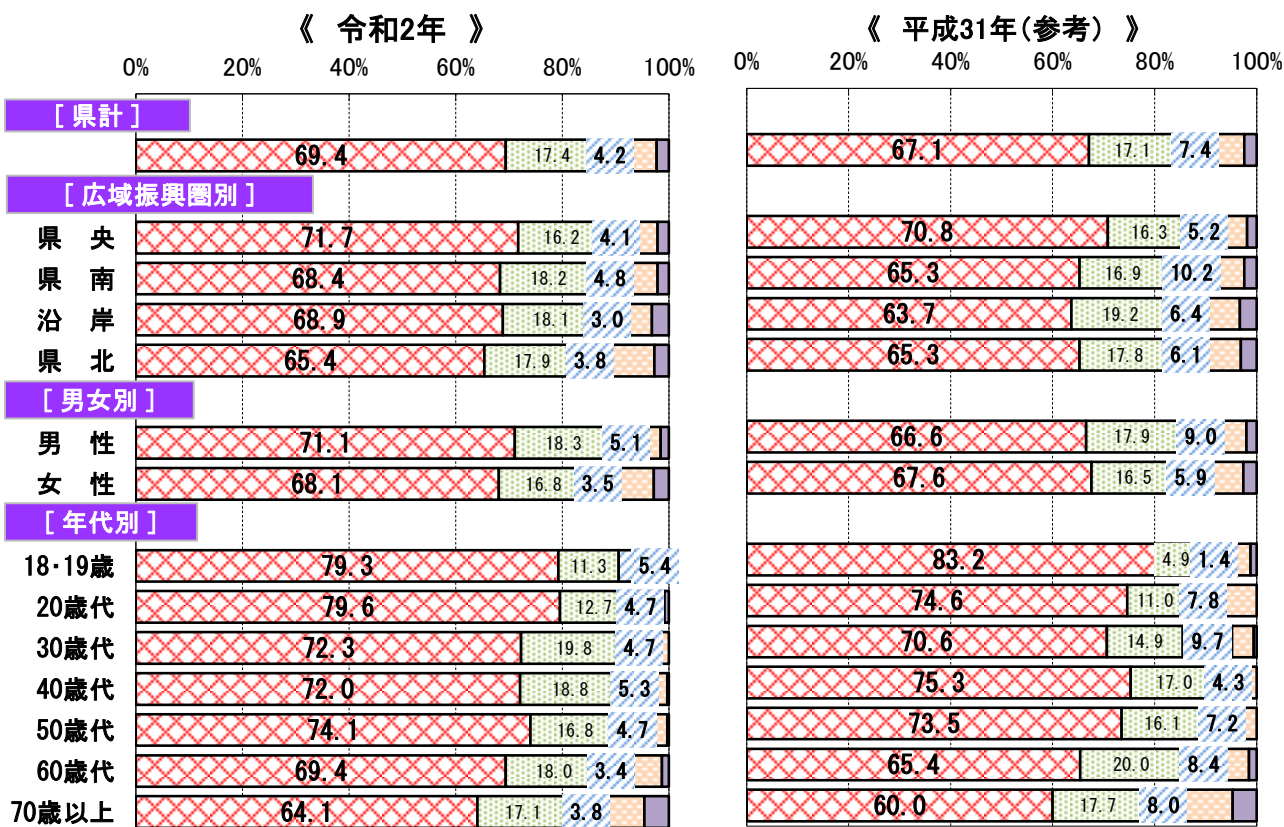 《 令和2年 》 《 平成31年(参考) 》
0% 20% 40% 60% 80% 100% 0% 20% 40% 60% 80% 100%
[ 県計 ]
69.4 17.4 4.2 67.1 17.1 7.4
[ 広域振興圏別 ]
県 央 71.7 16.2 4.1 70.8 16.3 5.2
県 南 68.4 18.2 4.8 65.3 16.9 10.2
沿 岸 68.9 18.1 3.0 63.7 19.2 6.4
県 北 65.4 17.9 3.8 65.3 17.8 6.1
[ 男女別 ]
男 性 71.1 18.3 5.1 66.6 17.9 9.0
女 性 68.1 16.8 3.5 67.6 16.5 5.9
[ 年代別 ]
18・19歳 79.3 11.3 5.4 83.2 4.9 1.4
20歳代 79.6 12.7 4.7 74.6 11.0 7.8
30歳代 72.3 19.8 4.7 70.6 14.9 9.7
40歳代 72.0 18.8 5.3 75.3 17.0 4.3
50歳代 74.1 16.8 4.7 73.5 16.1 7.2
60歳代 69.4 18.0 3.4 65.4 20.0 8.4
70歳以上 64.1 17.1 3.8 60.0 17.7 8.0